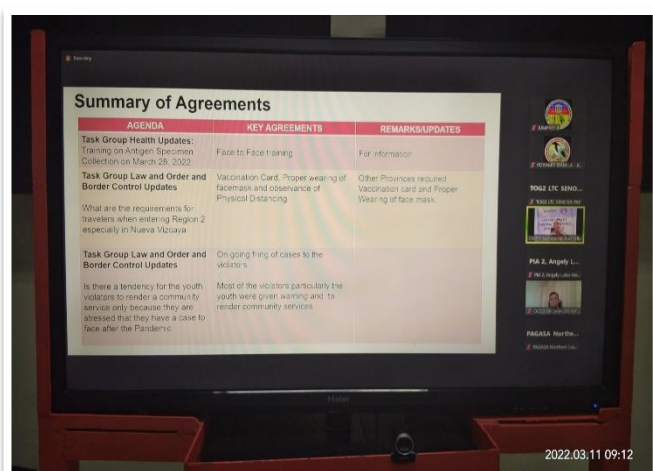 Recording
Summary of Agreements
AGENDA
KEY AGREEMENTS
REMARKS/UPDATES
Task Group Health Updates:
Training on Antigen Specimen
Collection on March 28, 2022
Face to Face training
For information
Task Group Law and Order and
Border Control Updates
What are the requirements for
travelers when entering Region 2
especially in Nueva Vizcaya
Vaccination Card, Proper wearing of
facemask and observance of
Physical Distancing
Other Provinces required
Vaccination card and Proper
Wearing of face mask.
Task Group Law and Order and
Border Control Updates
Is there a tendency for the youth
violators to render a community
service only because they are
stressed that they have a case to
face after the Pandemic.
On going filing of cases to the
violators
Most of the violators particularly the
youth were given warning and to
render community services
TOG2 LTC SENO...
PIA 2, Angely L...
PAGASA Northe...
Haier
2022.03.11 09:12